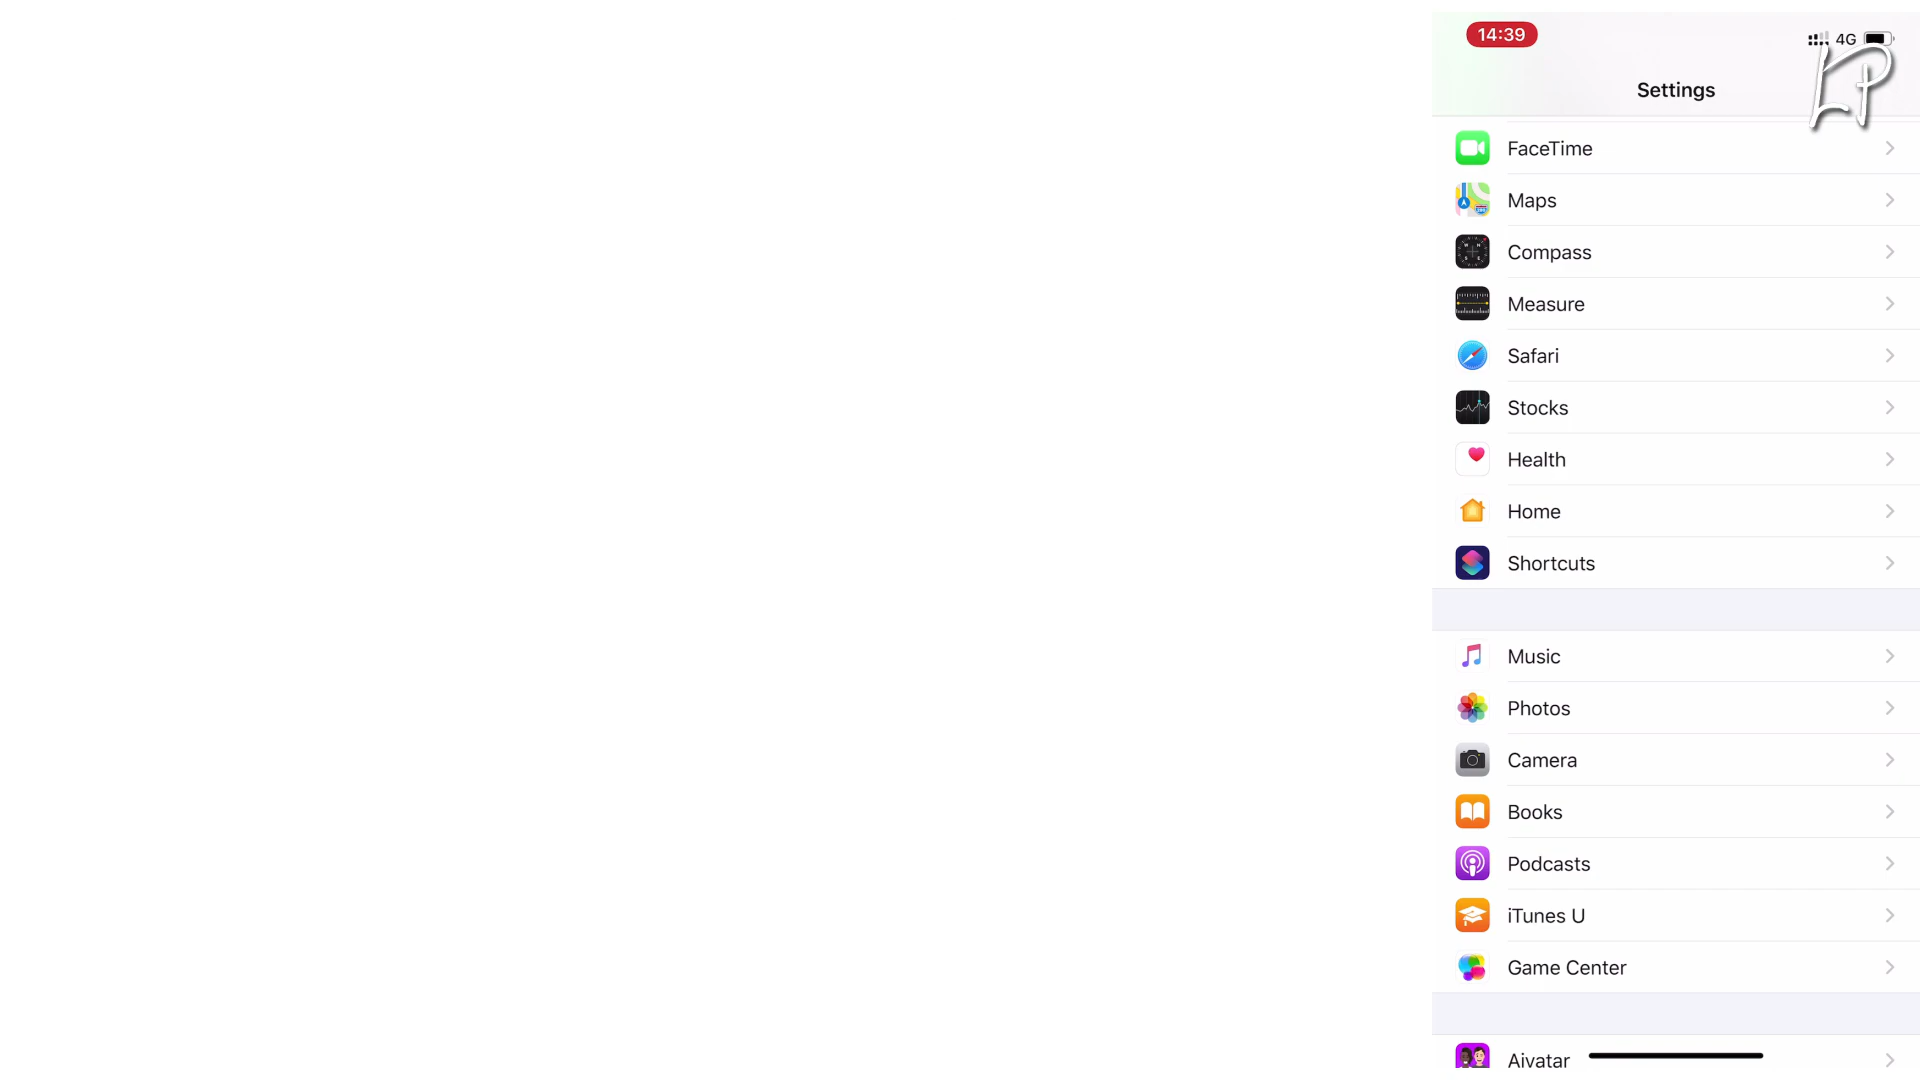 14:39
4G
LP
Settings
FaceTime
Maps
Compass
Measure
Safari
Stocks
Health
Home
Shortcuts
Music
Photos
Camera
Books
Podcasts
iTunes U
Game Center
Aivatar